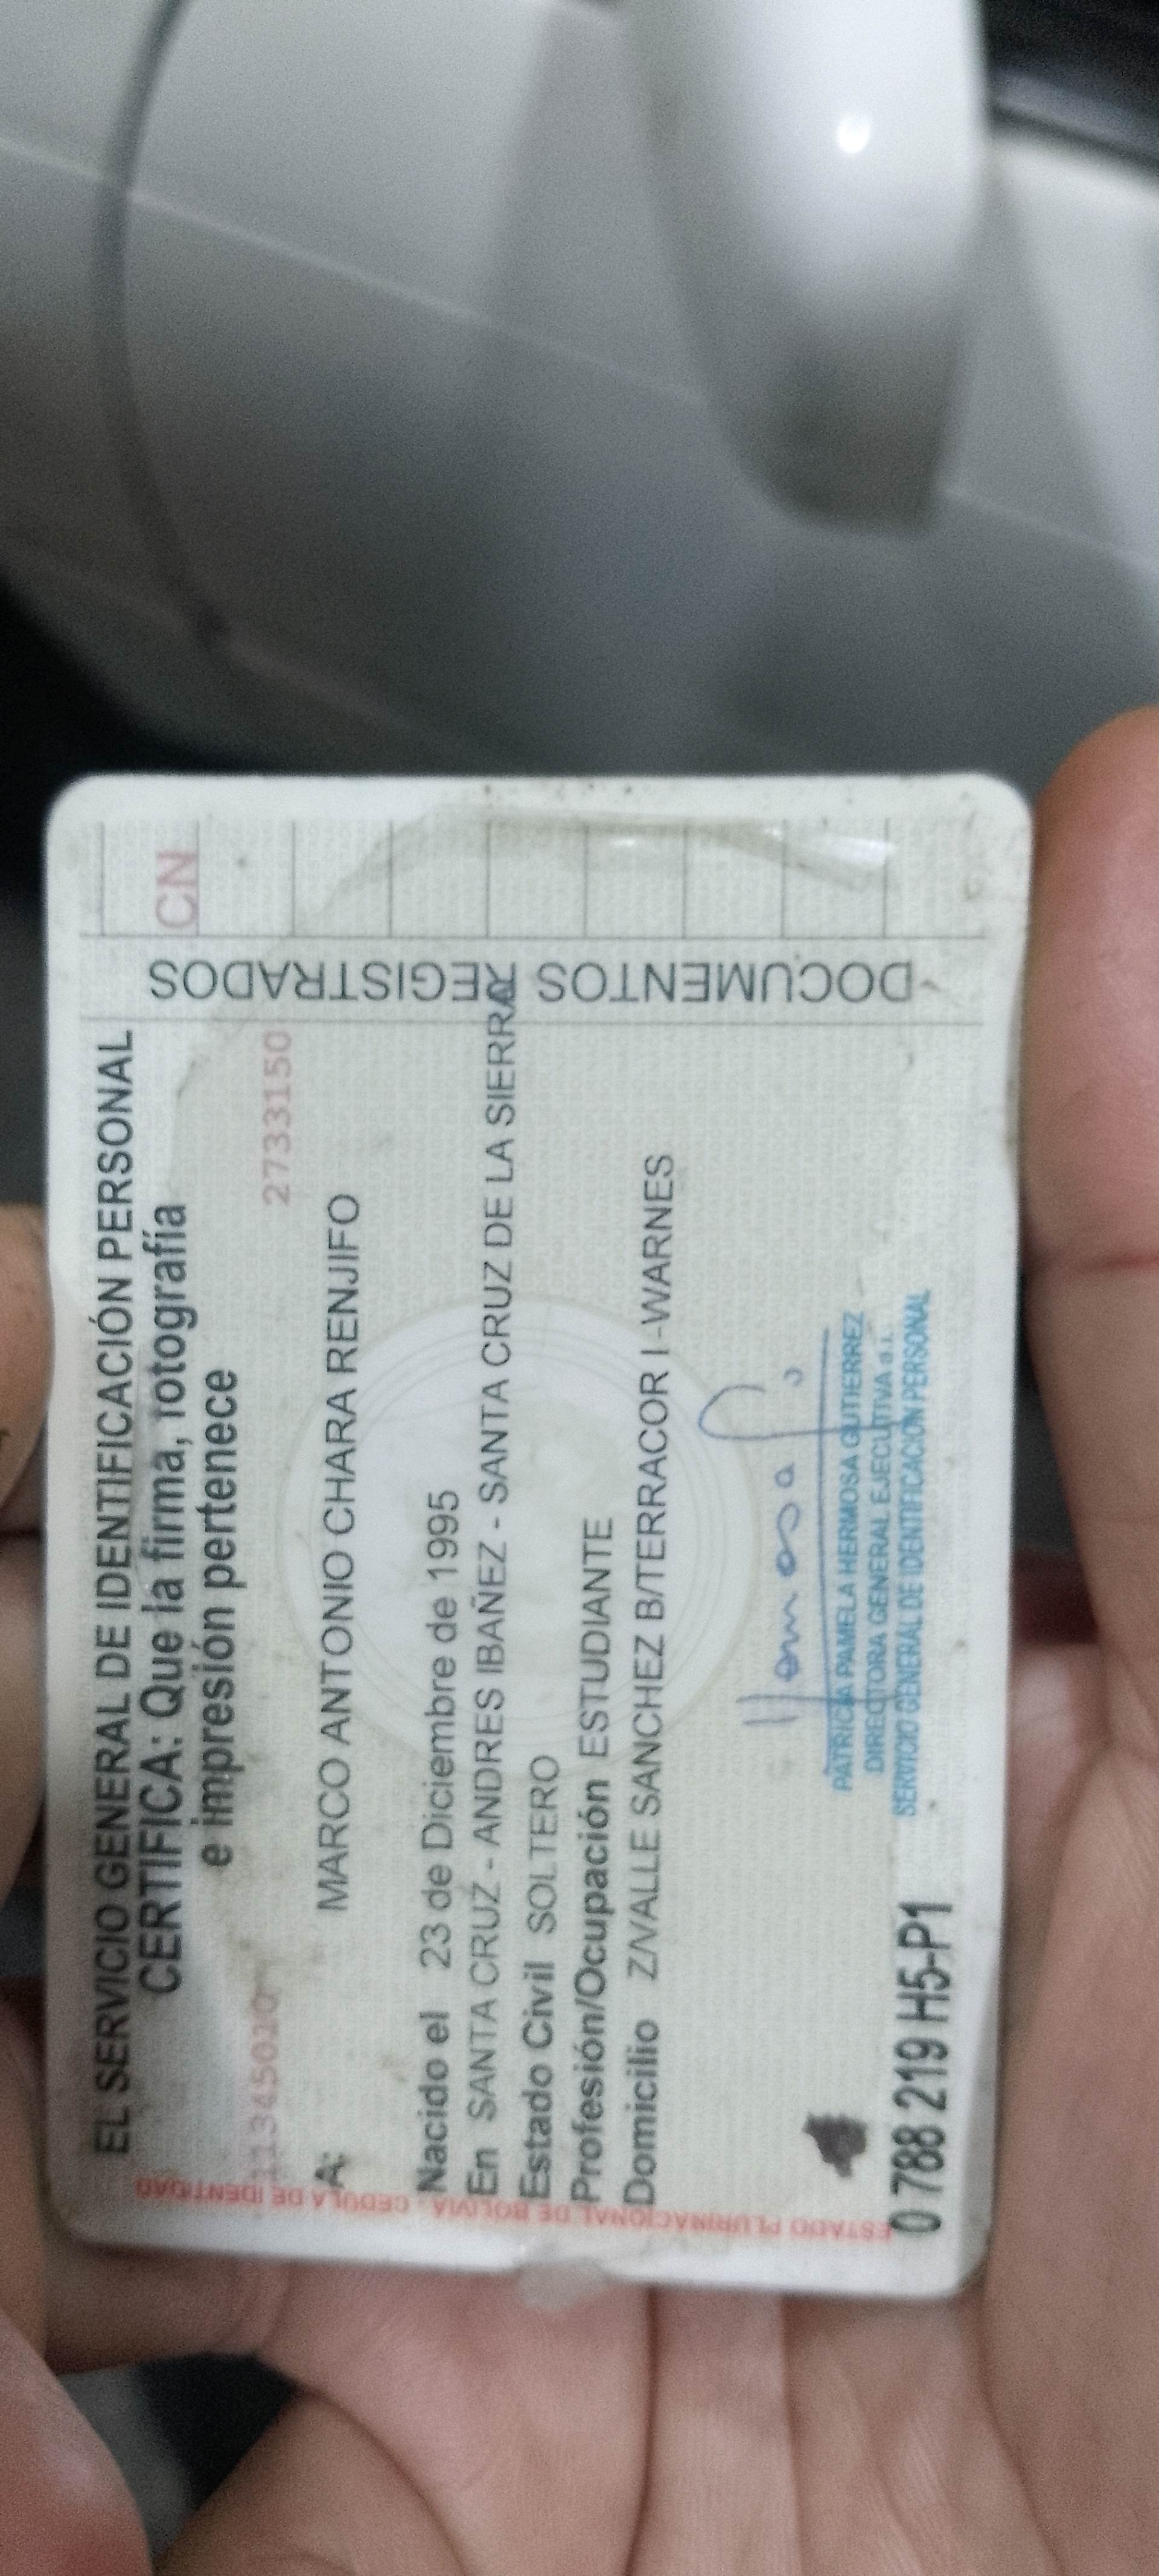 EL SERVICIO GENERAL DE IDENTIFICACIÓN PERSONAL
CERTIFICA: Que la firma, fotografía
e impresión pertenece
11345010 2733150
A: MARCO ANTONIO CHARA RENJIFO
Nacido el 23 de Diciembre de 1995
En SANTA CRUZ - ANDRES IBAÑEZ - SANTA CRUZ DE LA SIERRA
Estado Civil SOLTERO
Profesión/Ocupación ESTUDIANTE
Domicilio Z/VALLE SANCHEZ B/TERRACOR I -WARNES
Hermosa G.
PATRICIA PAMELA HERMOSA GUTIERREZ
DIRECTORA GENERAL EJECUTIVA a.i.
SERVICIO GENERAL DE IDENTIFICACIÓN PERSONAL
0 788 219 H5-P1
DOCUMENTOS REGISTRADOS
CN
ESTADO PLURINACIONAL DE BOLIVIA - CEDULA DE IDENTIDAD